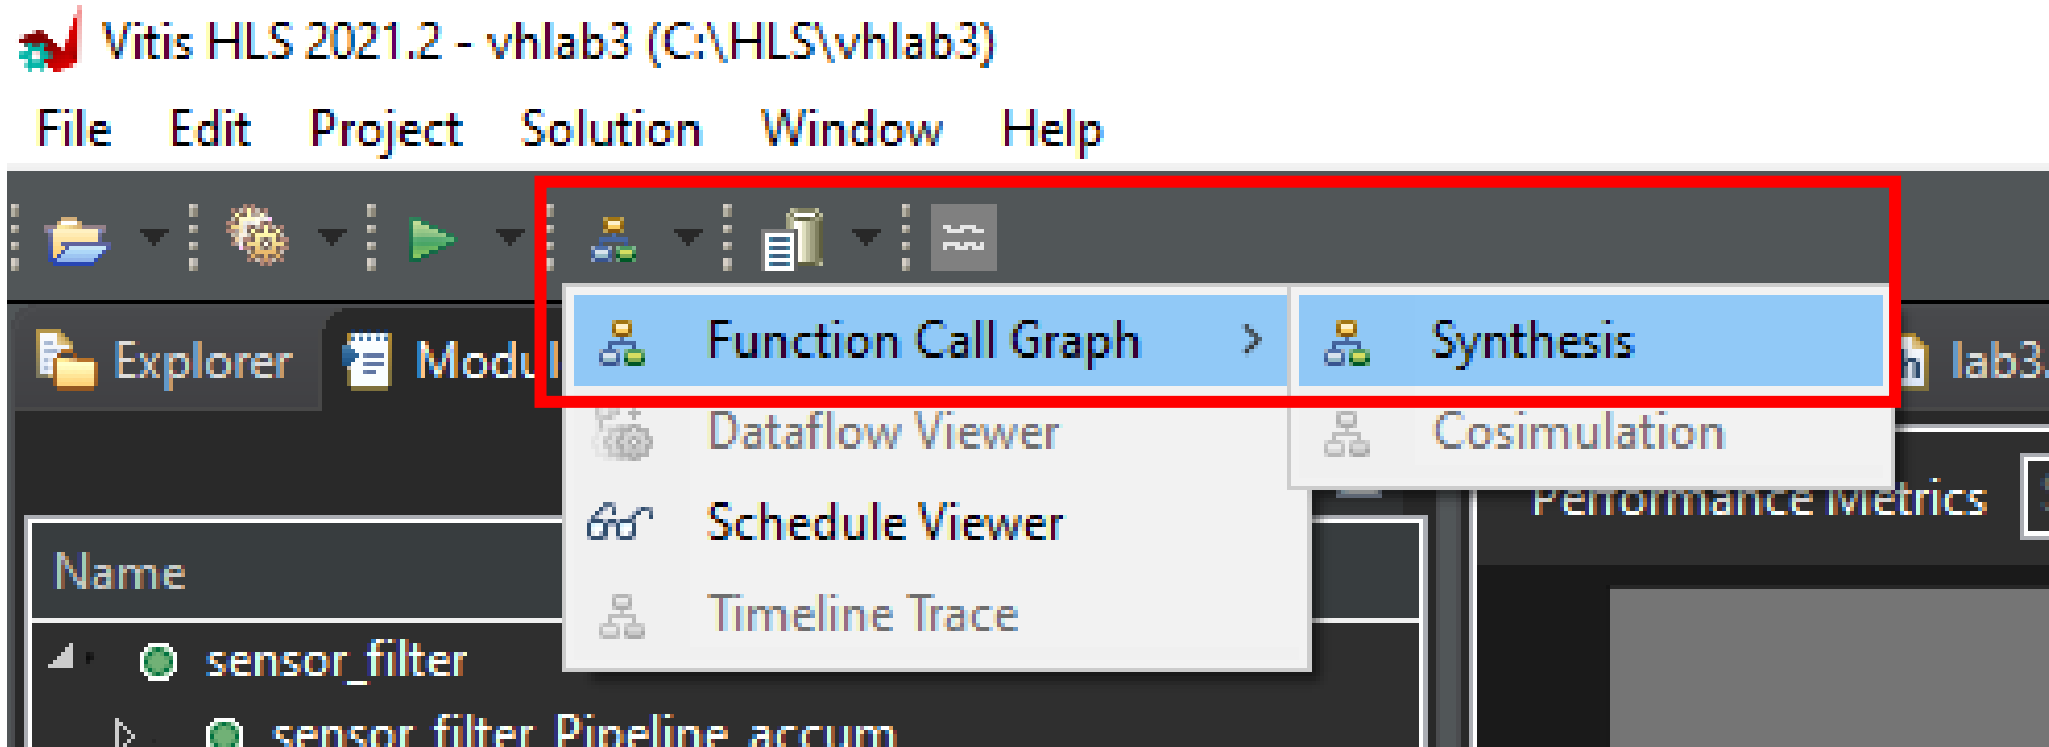 Vitis HLS 2021.2 - vhlab3 (C:\HLS\vhlab3)
File Edit Project Solution Window Help
Function Call Graph > Synthesis
Explorer Modul lab3.
Dataflow Viewer Cosimulation
Performance Metrics
Schedule Viewer
Name
Timeline Trace
sensor_filter
sensor_filter_Pipeline_accum